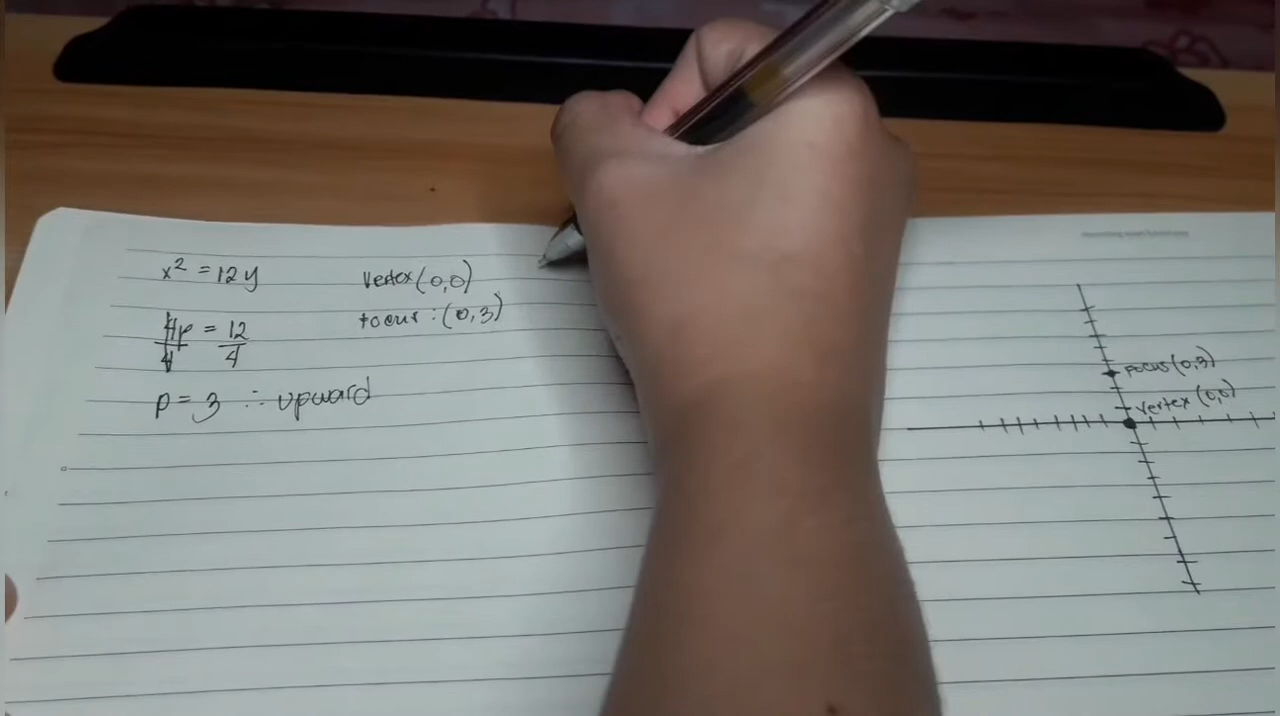 x² = 12y
4p/4 = 12/4
p = 3 ∴ upward
Vertex (0,0)
focus : (0,3)
Focus (0,3)
Vertex (0,0)